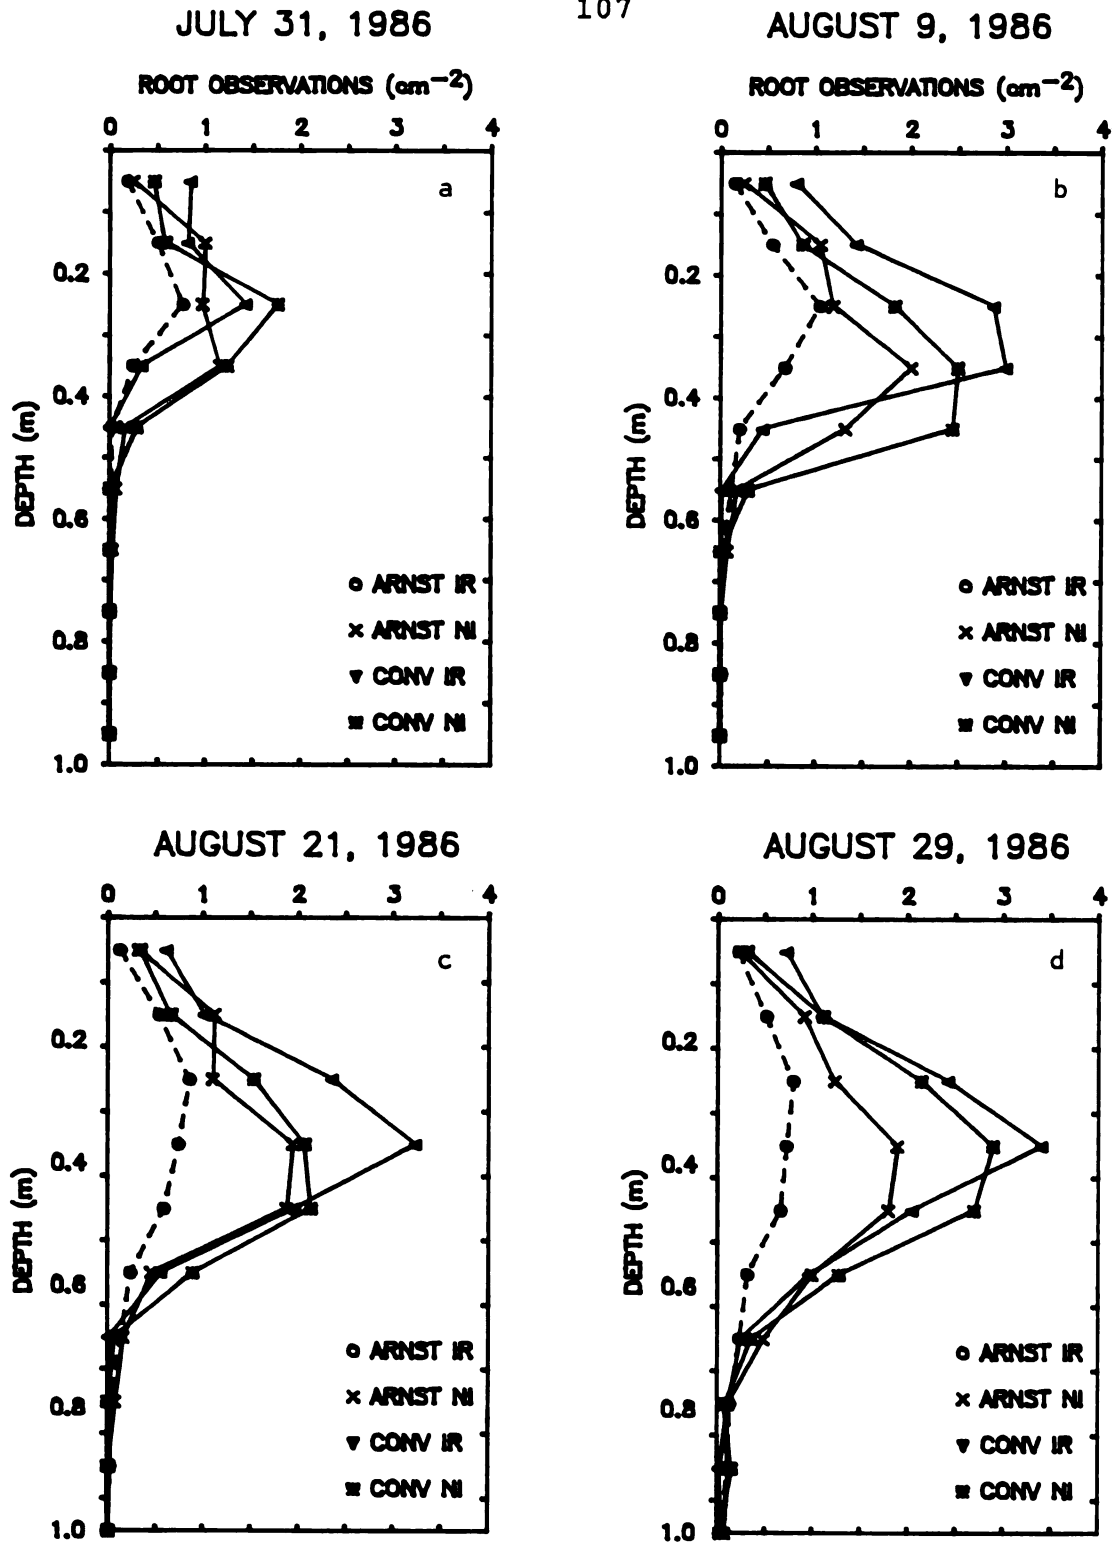 107
JULY 31, 1986
ROOT OBSERVATIONS (cm−2)
0 1 2 3 4
a
0.2
0.4
0.6
0.8
1.0
DEPTH (m)
ARNST IR
ARNST NI
CONV IR
CONV NI
AUGUST 9, 1986
ROOT OBSERVATIONS (cm−2)
0 1 2 3 4
b
0.2
0.4
0.6
0.8
1.0
DEPTH (m)
ARNST IR
ARNST NI
CONV IR
CONV NI
AUGUST 21, 1986
0 1 2 3 4
c
0.2
0.4
0.6
0.8
1.0
DEPTH (m)
ARNST IR
ARNST NI
CONV IR
CONV NI
AUGUST 29, 1986
0 1 2 3 4
d
0.2
0.4
0.6
0.8
1.0
DEPTH (m)
ARNST IR
ARNST NI
CONV IR
CONV NI